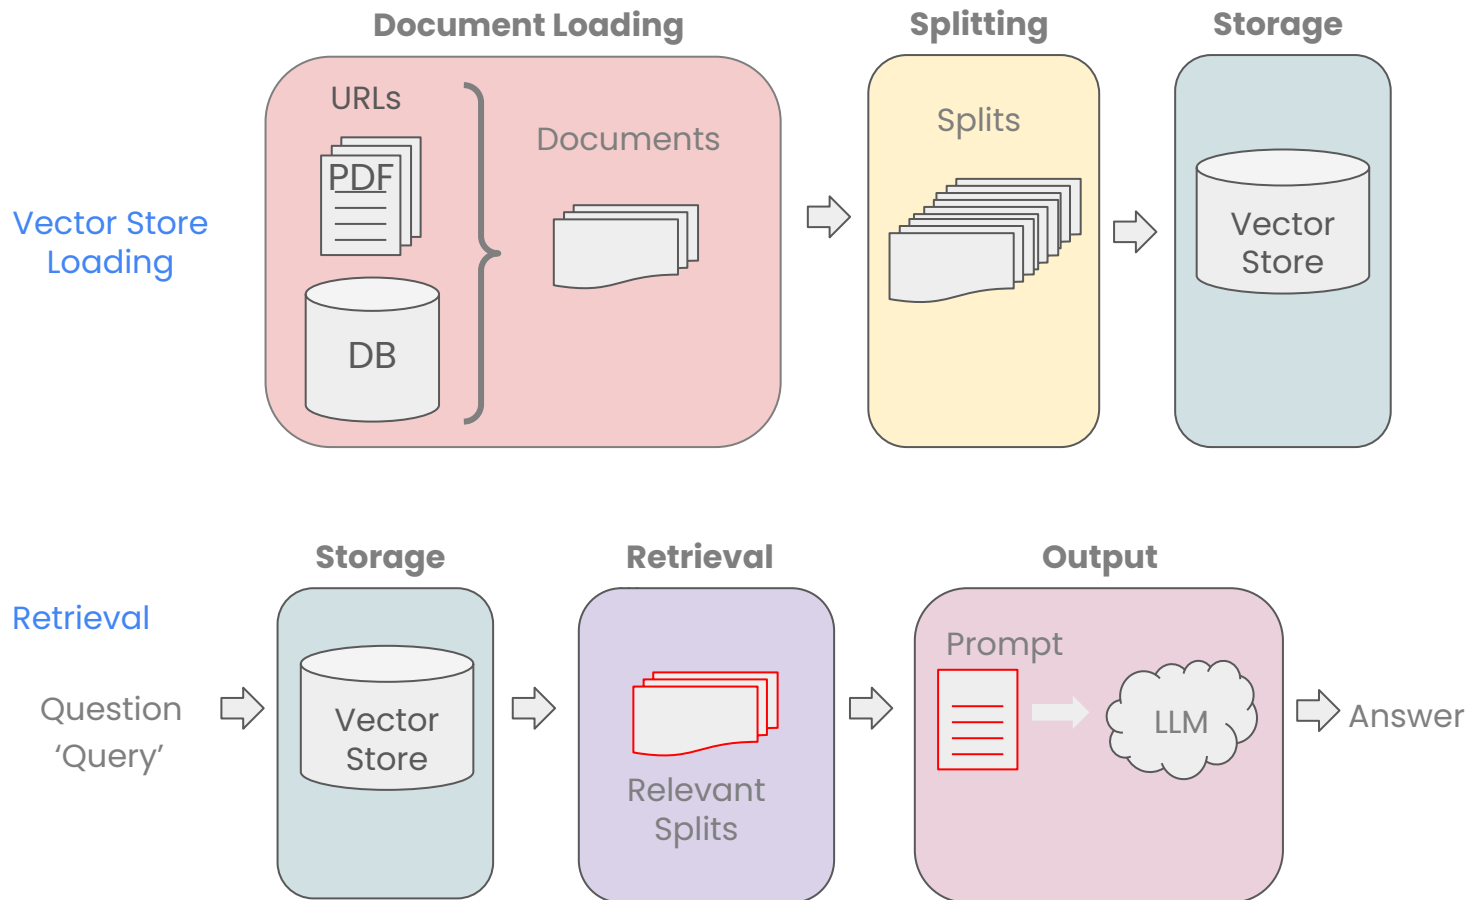 Document Loading
Splitting
Storage
URLs
PDF
DB
Documents
Splits
Vector
Store
Vector Store
Loading
Storage
Retrieval
Output
Retrieval
Question
‘Query’
Vector
Store
Relevant
Splits
Prompt
LLM
Answer